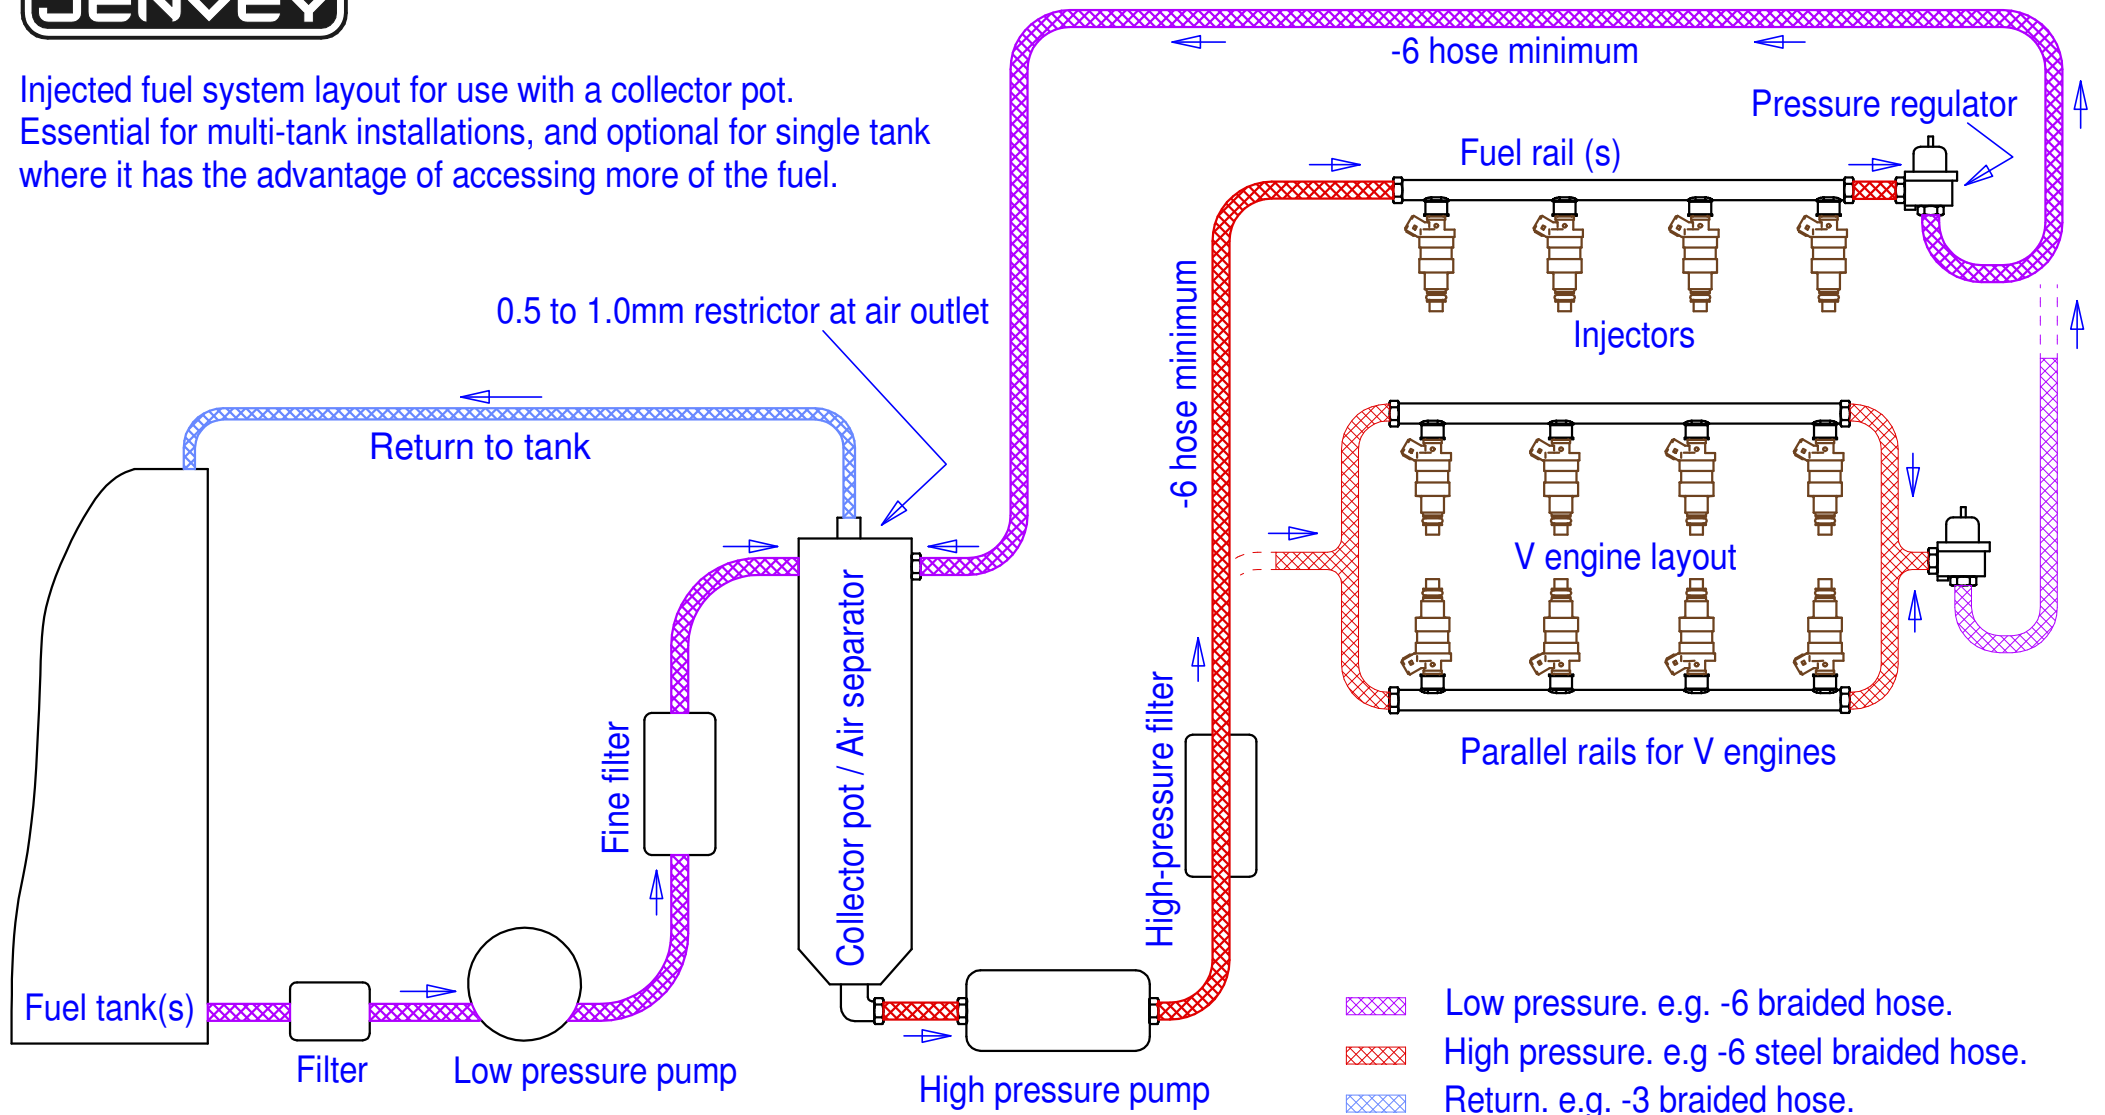 JENVEY
Injected fuel system layout for use with a collector pot.
Essential for multi-tank installations, and optional for single tank
where it has the advantage of accessing more of the fuel.
-6 hose minimum
Pressure regulator
Fuel rail (s)
Injectors
0.5 to 1.0mm restrictor at air outlet
-6 hose minimum
Return to tank
V engine layout
Parallel rails for V engines
Collector pot / Air separator
Fine filter
High-pressure filter
Fuel tank(s)
Filter
Low pressure pump
High pressure pump
Low pressure. e.g. -6 braided hose.
High pressure. e.g -6 steel braided hose.
Return. e.g. -3 braided hose.